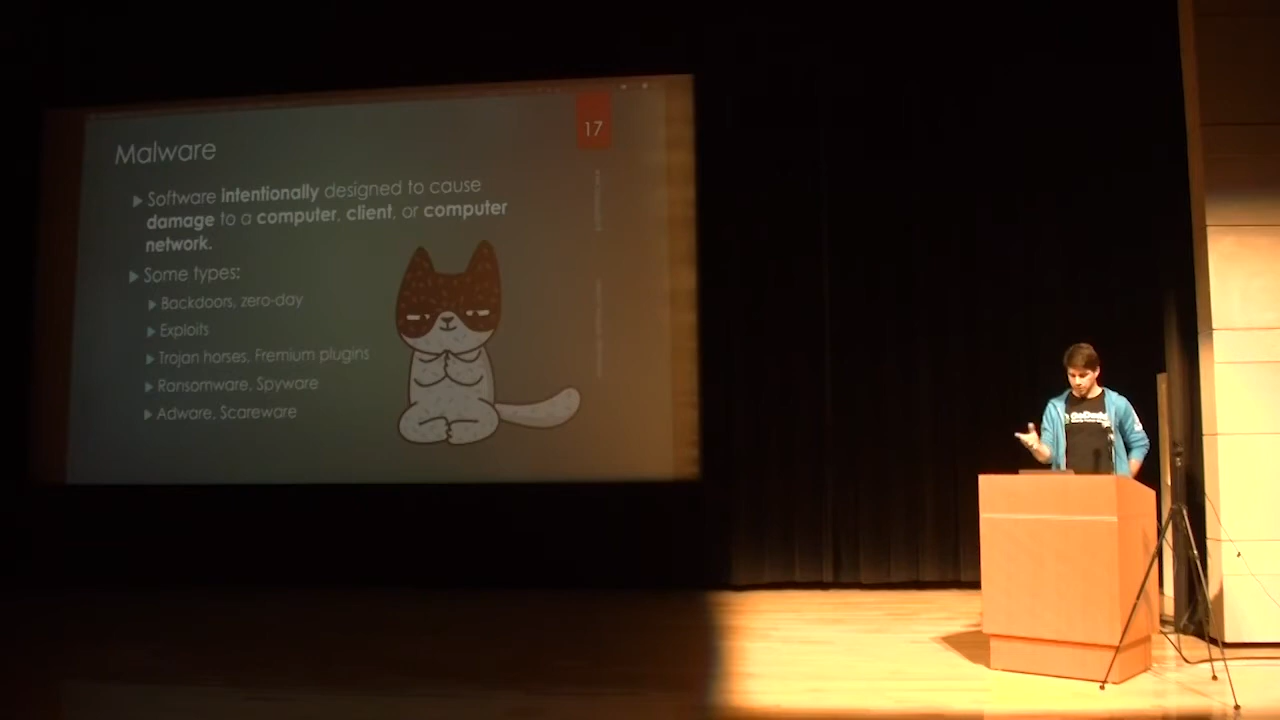 17
Malware
Software intentionally designed to cause
damage to a computer, client, or computer
network.
Some types:
Backdoors, zero-day
Exploits
Trojan horses, Fremium plugins
Ransomware, Spyware
Adware, Scareware